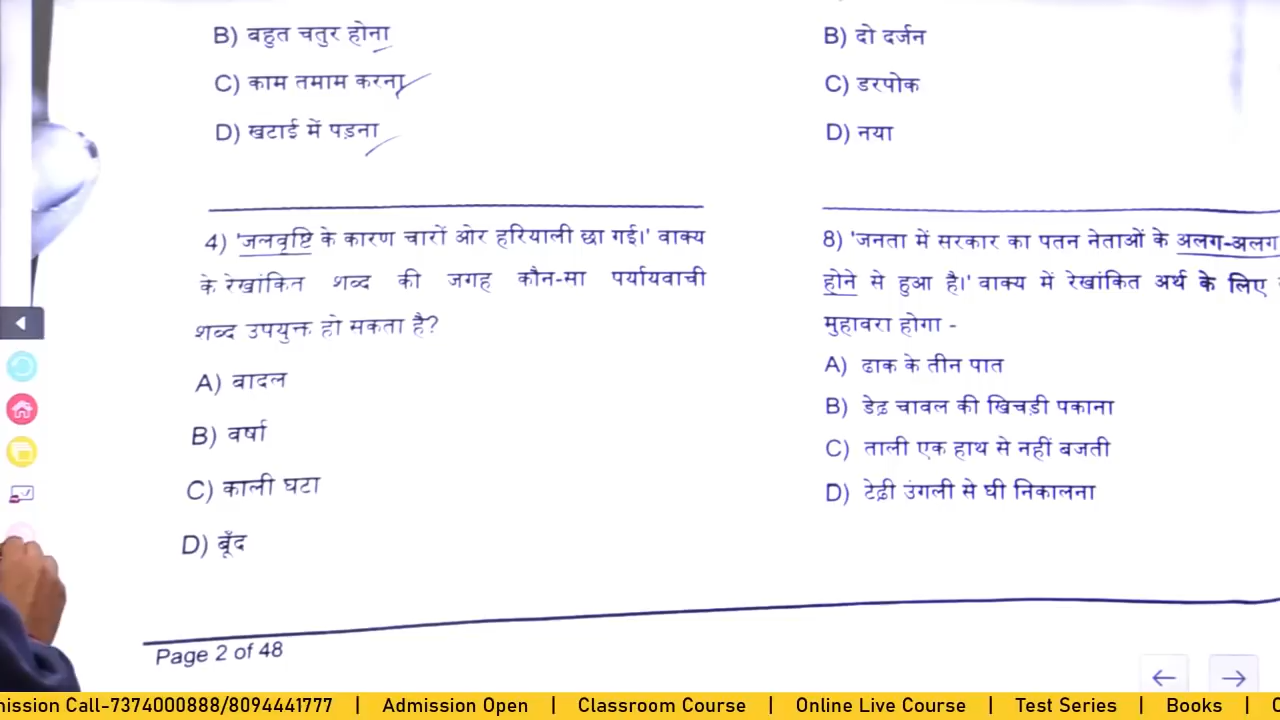 B) बहुत चतुर होना
C) काम तमाम करना
D) खटाई में पड़ना
4) 'जलवृष्टि के कारण चारों ओर हरियाली छा गई।' वाक्य
के रेखांकित शब्द की जगह कौन-सा पर्यायवाची
शब्द उपयुक्त हो सकता है?
A) बादल
B) वर्षा
C) काली घटा
D) बूँद
Page 2 of 48
B) दो दर्जन
C) डरपोक
D) नया
8) 'जनता में सरकार का पतन नेताओं के अलग-अलग
होने से हुआ है।' वाक्य में रेखांकित अर्थ के लिए
मुहावरा होगा -
A) ढाक के तीन पात
B) डेढ़ चावल की खिचड़ी पकाना
C) ताली एक हाथ से नहीं बजती
D) टेढ़ी उंगली से घी निकालना
mission Call-7374000888/8094441777 | Admission Open | Classroom Course | Online Live Course | Test Series | Books |